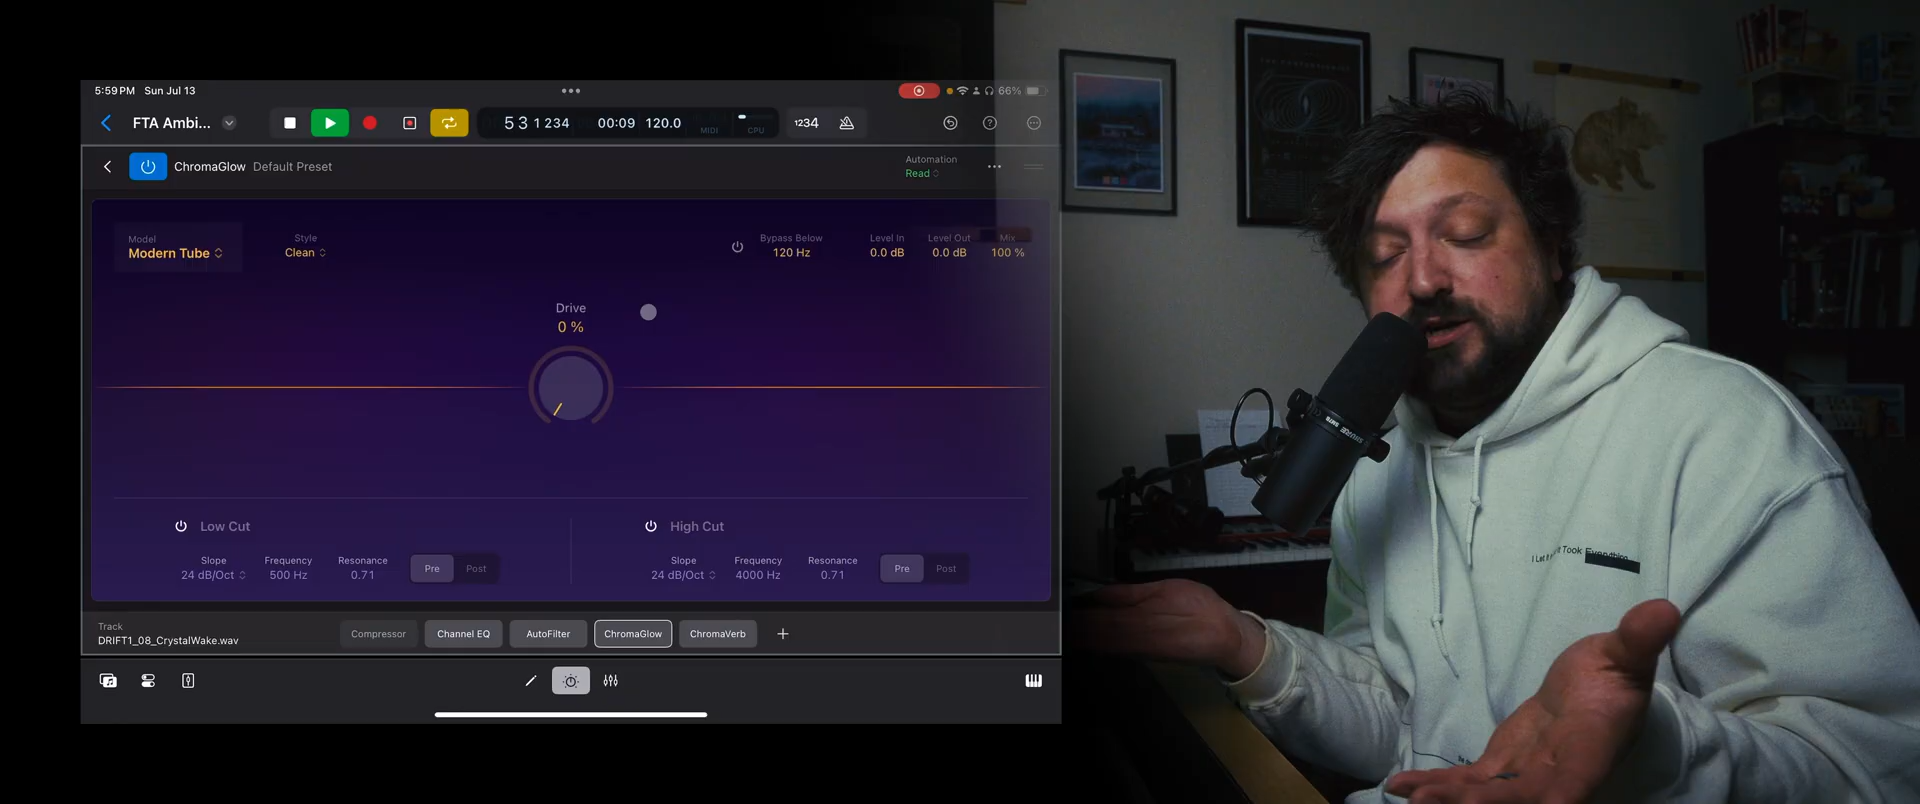 5:59 PM Sun Jul 13
66%
FTA Ambi...
5 3 1 234 00:09 120.0 MIDI CPU
1234
ChromaGlow Default Preset
Automation
Read
Model
Modern Tube
Style
Clean
Bypass Below
120 Hz
Level In
0.0 dB
Level Out
0.0 dB
Mix
100 %
Drive
0 %
Low Cut
Slope
24 dB/Oct
Frequency
500 Hz
Resonance
0.71
Pre Post
High Cut
Slope
24 dB/Oct
Frequency
4000 Hz
Resonance
0.71
Pre Post
Track
DRIFT1_08_CrystalWake.wav
Compressor Channel EQ AutoFilter ChromaGlow ChromaVerb
SHURE SM7B
Took Everything